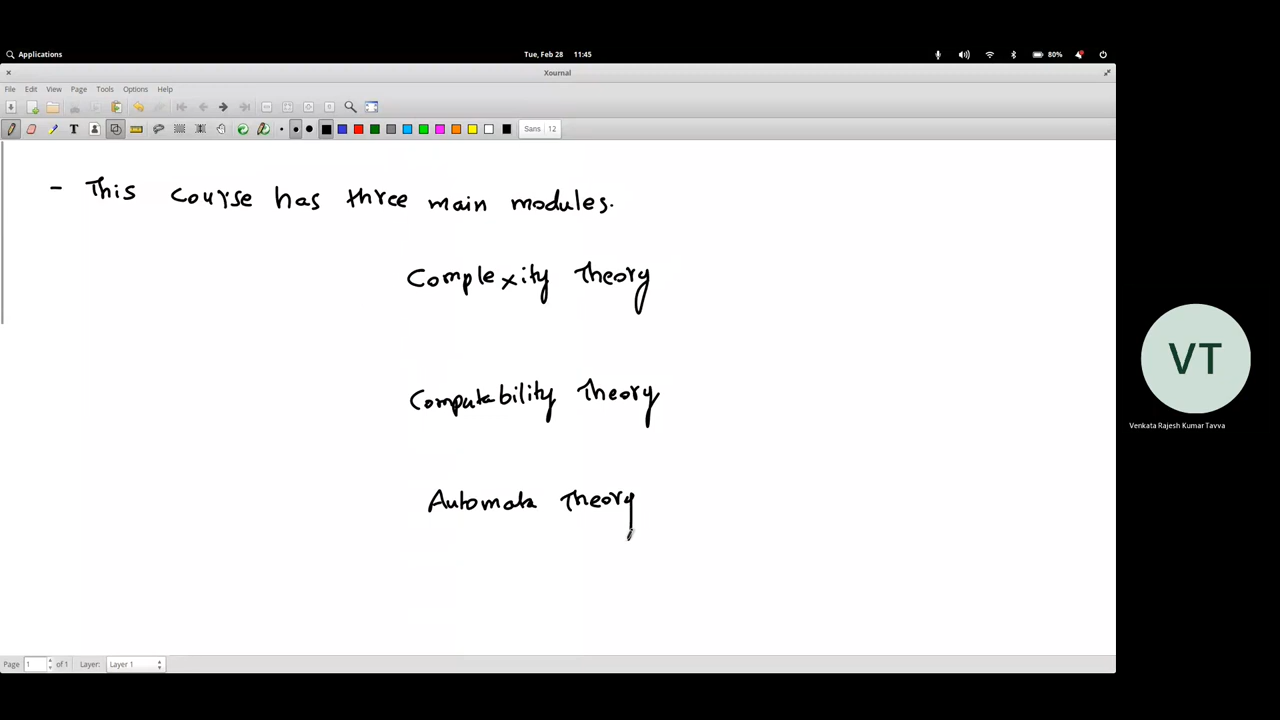 Applications
Tue, Feb 28 11:45
80%
Xournal
File Edit View Page Tools Options Help
Sans 12
- This course has three main modules.
Complexity Theory
VT
Computability Theory
Venkata Rajesh Kumar Tavva
Automata Theory
Page 1 of 1 Layer: Layer 1